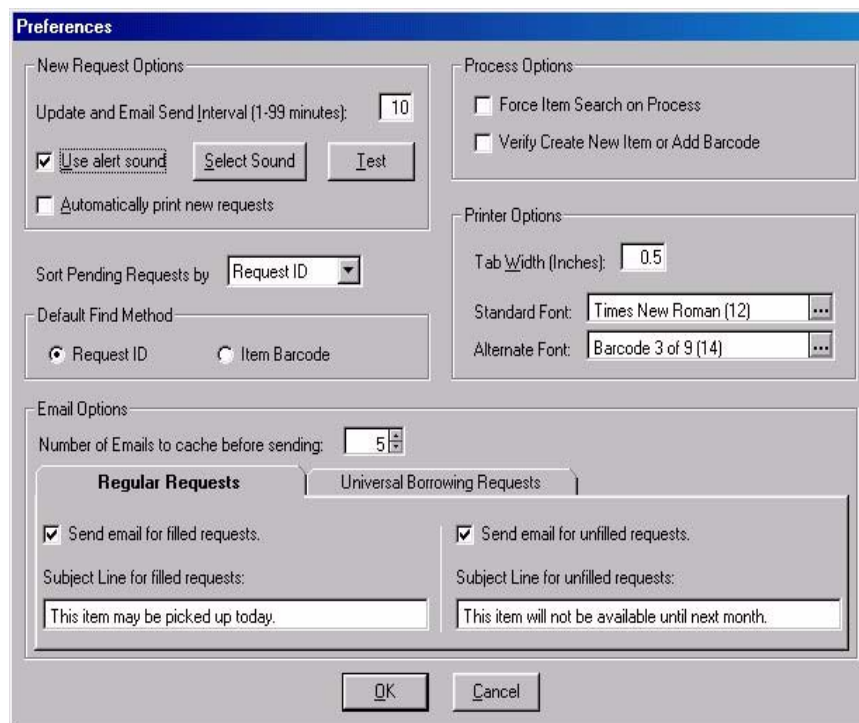 Preferences
New Request Options
Update and Email Send Interval (1-99 minutes): 10
Use alert sound
Select Sound
Test
Automatically print new requests
Sort Pending Requests by Request ID
Default Find Method
Request ID
Item Barcode
Process Options
Force Item Search on Process
Verify Create New Item or Add Barcode
Printer Options
Tab Width (Inches): 0.5
Standard Font: Times New Roman (12) ...
Alternate Font: Barcode 3 of 9 (14) ...
Email Options
Number of Emails to cache before sending: 5
Regular Requests
Universal Borrowing Requests
Send email for filled requests.
Subject Line for filled requests:
This item may be picked up today.
Send email for unfilled requests.
Subject Line for unfilled requests:
This item will not be available until next month.
OK
Cancel